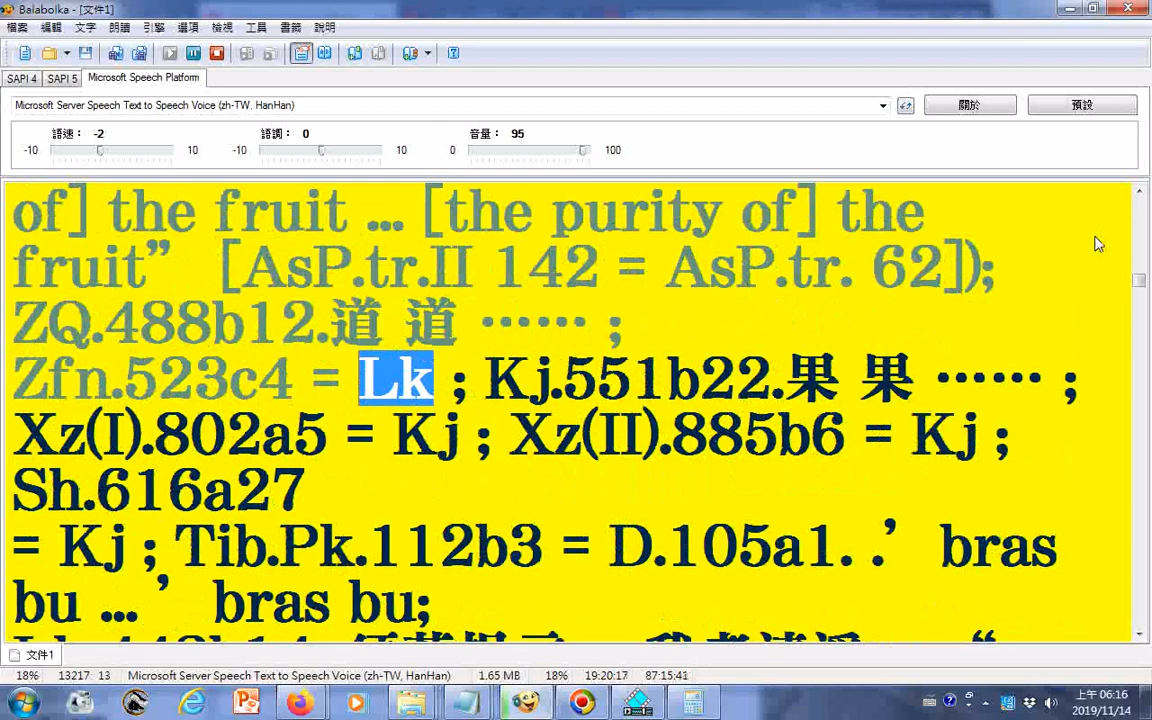 Balabolka - [文件1]
檔案 編輯 文字 朗讀 引擎 選項 檢視 工具 書籤 說明
SAPI 4 SAPI 5 Microsoft Speech Platform
Microsoft Server Speech Text to Speech Voice (zh-TW, HanHan) 關於 預設
語速： -2 語調： 0 音量： 95
-10 10 -10 10 0 100
of] the fruit ... [the purity of] the
fruit” [AsP.tr.II 142 = AsP.tr. 62]);
ZQ.488b12.道 道 …… ;
Zfn.523c4 = Lk ; Kj.551b22.果 果 …… ;
Xz(I).802a5 = Kj ; Xz(II).885b6 = Kj ;
Sh.616a27
= Kj ; Tib.Pk.112b3 = D.105a1. .’ bras
bu ... ’ bras bu;
文件1
18% 13217: 13 Microsoft Server Speech Text to Speech Voice (zh-TW, HanHan) 1.65 MB 18% 19:20:17 87:15:41
上午 06:16
2019/11/14